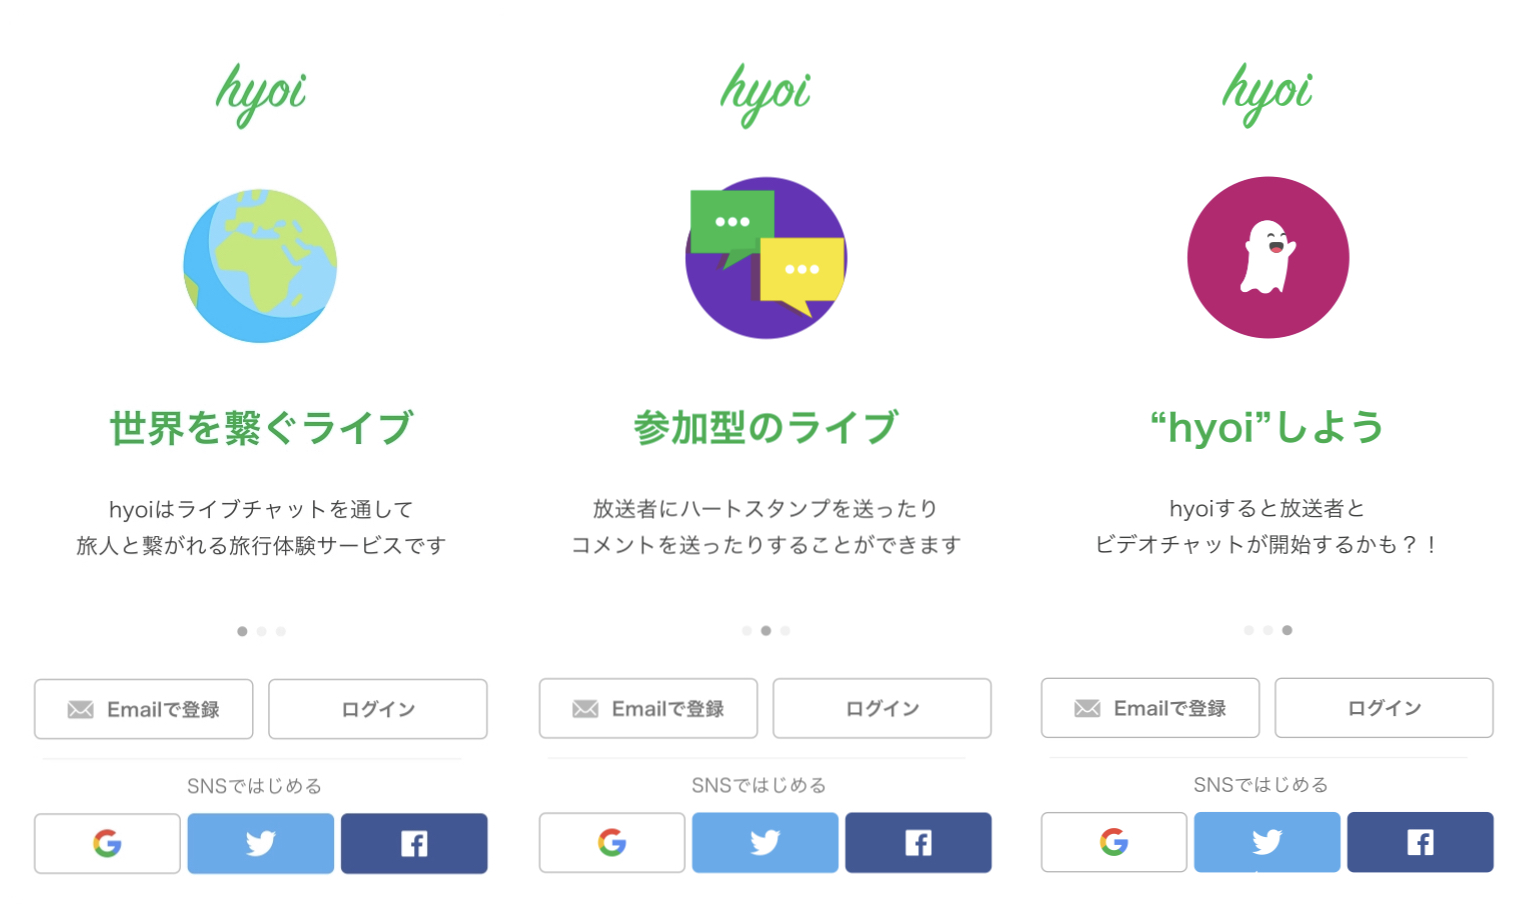 hyoi
世界を繋ぐライブ
hyoiはライブチャットを通して
旅人と繋がれる旅行体験サービスです
Emailで登録
ログイン
SNSではじめる
hyoi
参加型のライブ
放送者にハートスタンプを送ったり
コメントを送ったりすることができます
Emailで登録
ログイン
SNSではじめる
hyoi
“hyoi”しよう
hyoiすると放送者と
ビデオチャットが開始するかも？！
Emailで登録
ログイン
SNSではじめる